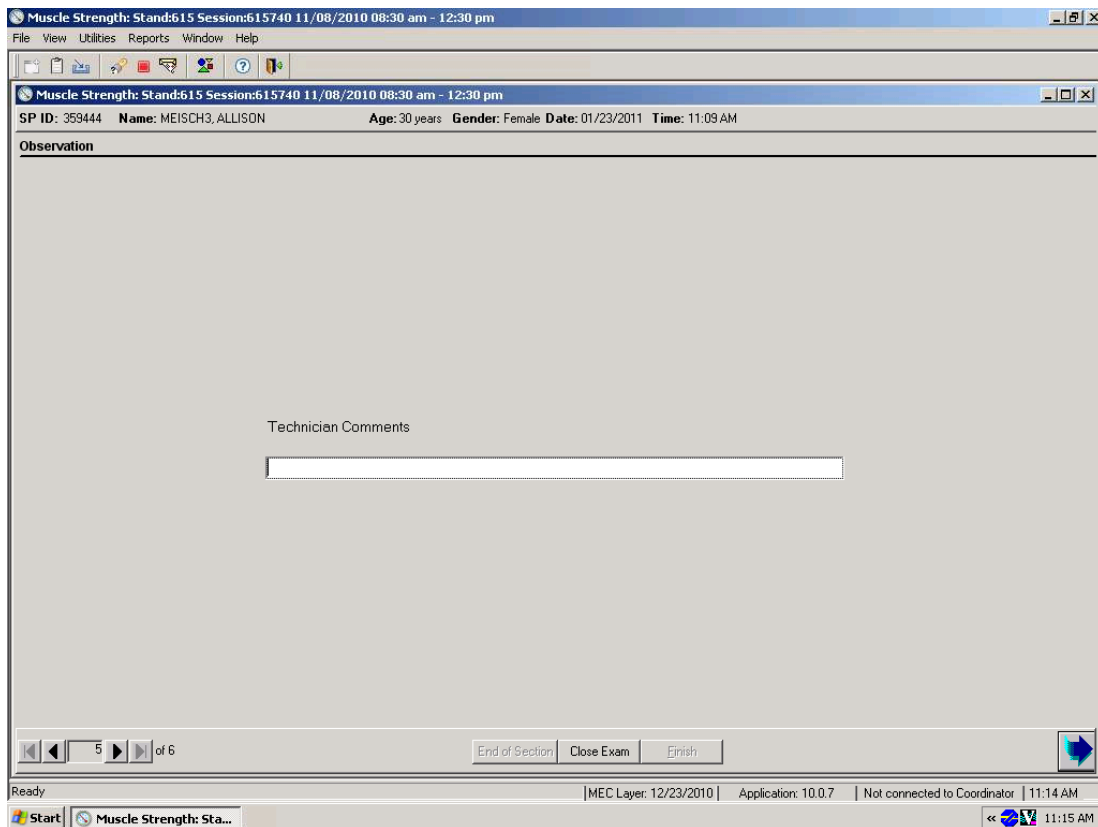 Muscle Strength: Stand:615 Session:615740 11/08/2010 08:30 am - 12:30 pm
File View Utilities Reports Window Help
Muscle Strength: Stand:615 Session:615740 11/08/2010 08:30 am - 12:30 pm
SP ID: 359444 Name: MEISCH3, ALLISON Age: 30 years Gender: Female Date: 01/23/2011 Time: 11:09 AM
Observation
Technician Comments
5 of 6 End of Section Close Exam Finish
Ready MEC Layer: 12/23/2010 Application: 10.0.7 Not connected to Coordinator 11:14 AM
Start Muscle Strength: Sta... « 11:15 AM